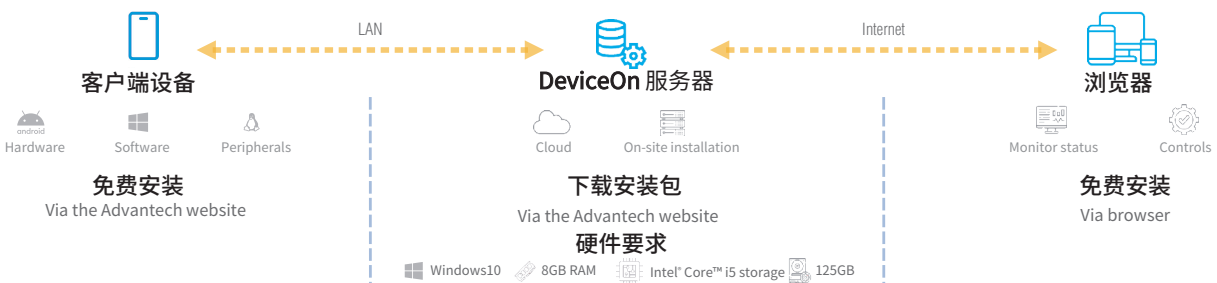 LAN
Internet
客户端设备
DeviceOn 服务器
浏览器
android
Hardware
Software
Peripherals
Cloud
On-site installation
Monitor status
Controls
免费安装
Via the Advantech website
下载安装包
Via the Advantech website
免费安装
Via browser
硬件要求
Windows10
8GB RAM
Intel® Core™ i5 storage
125GB